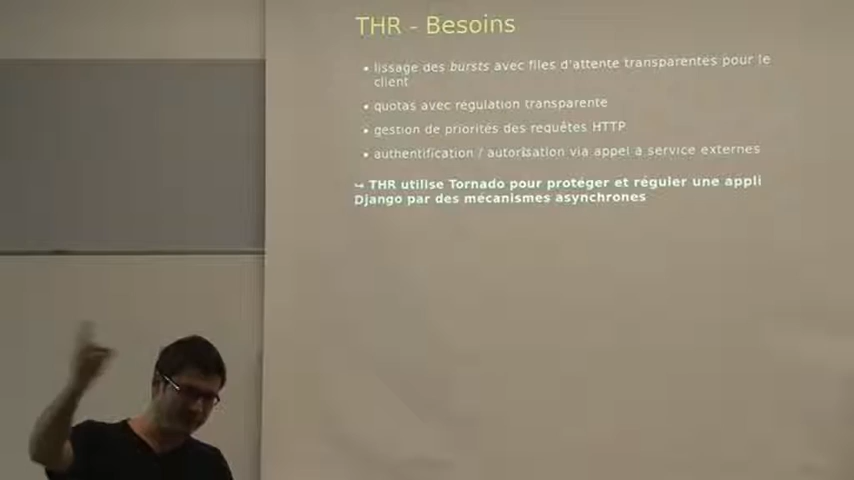 THR - Besoins
• lissage des bursts avec files d'attente transparentes pour le
client
• quotas avec régulation transparente
• gestion de priorités des requêtes HTTP
• authentification / autorisation via appel à service externes
↪ THR utilise Tornado pour protéger et réguler une appli
Django par des mécanismes asynchrones